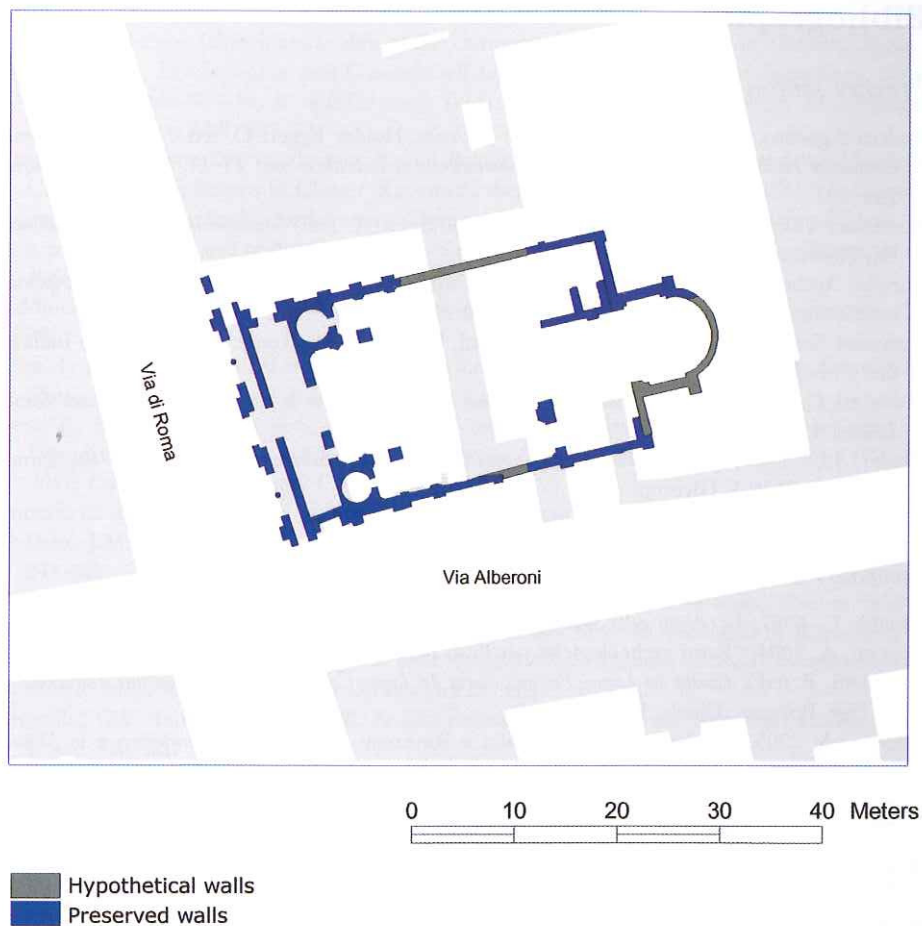 Via di Roma
Via Alberoni
0 10 20 30 40 Meters
Hypothetical walls
Preserved walls